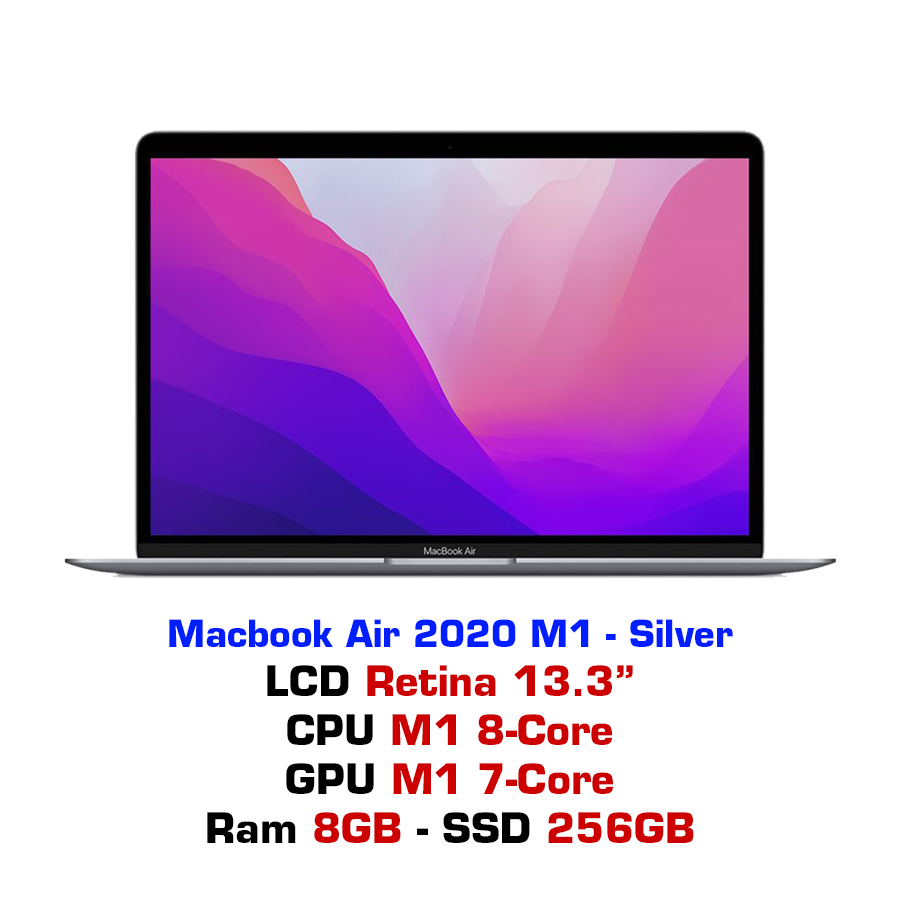 MacBook Air
Macbook Air 2020 M1 - Silver
LCD Retina 13.3”
CPU M1 8-Core
GPU M1 7-Core
Ram 8GB - SSD 256GB